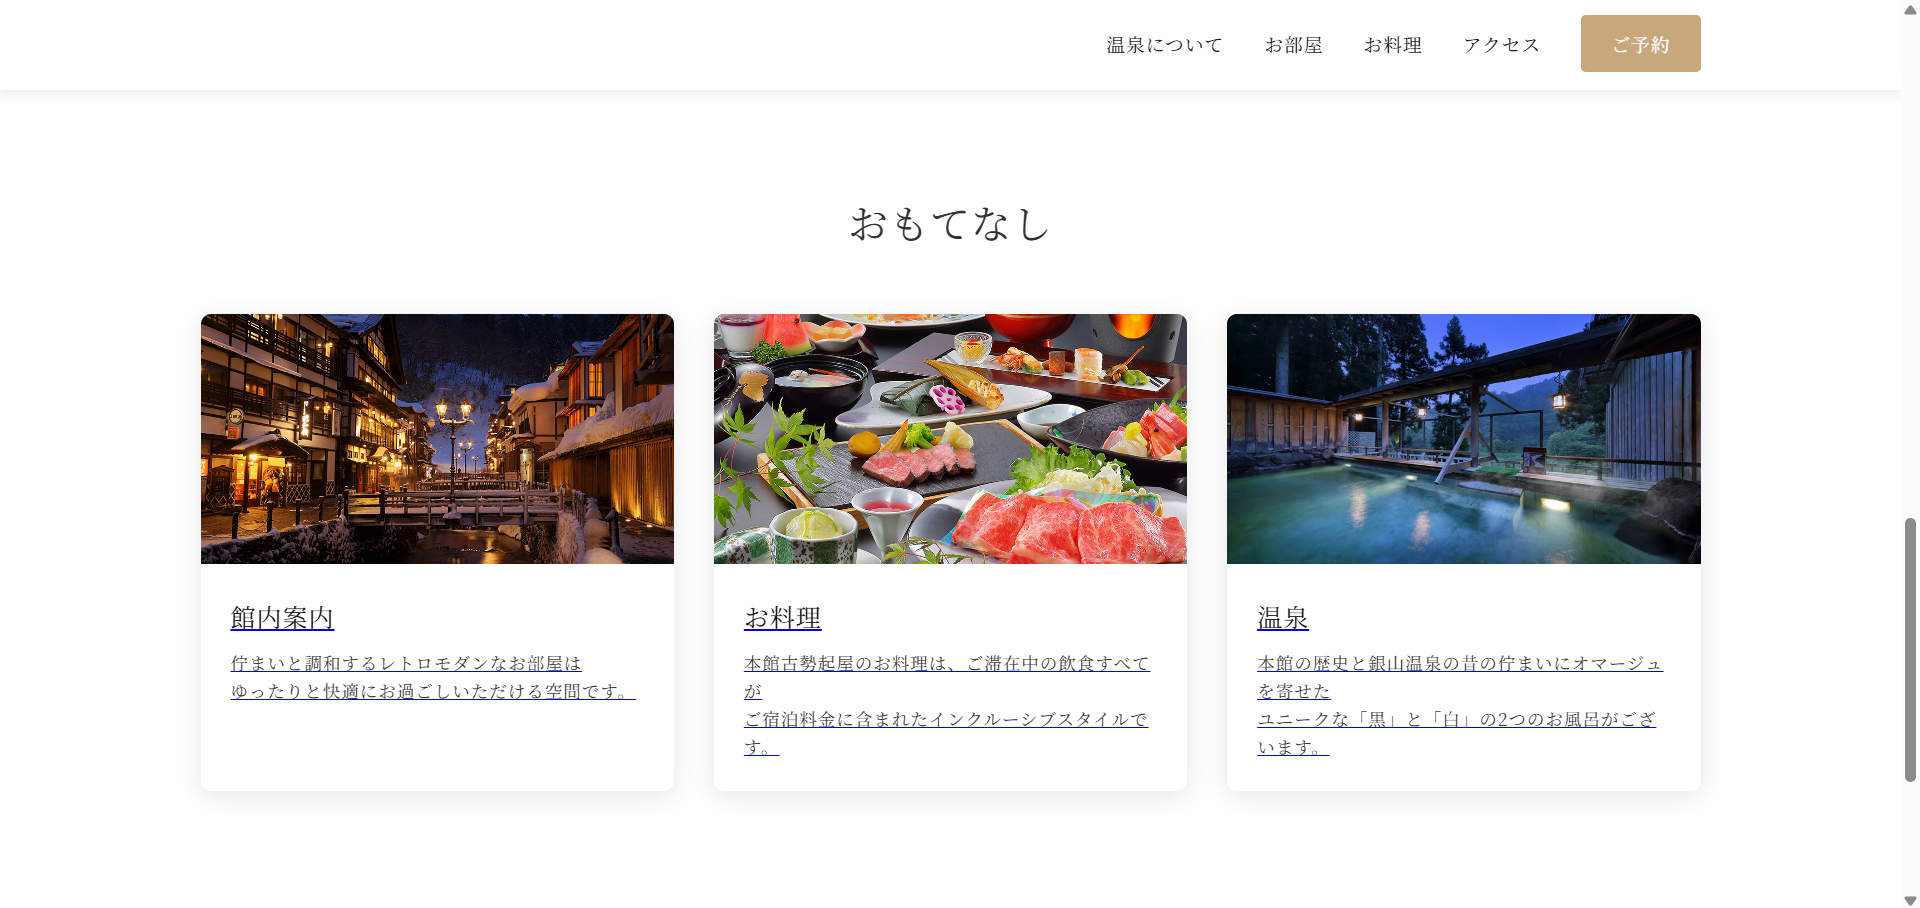 温泉について
お部屋
お料理
アクセス
ご予約
おもてなし
館内案内
佇まいと調和するレトロモダンなお部屋は
ゆったりと快適にお過ごしいただける空間です。
お料理
本館古勢起屋のお料理は、ご滞在中の飲食すべて
が
ご宿泊料金に含まれたインクルーシブスタイルで
す。
温泉
本館の歴史と銀山温泉の昔の佇まいにオマージュ
を寄せた
ユニークな「黒」と「白」の2つのお風呂がござ
います。